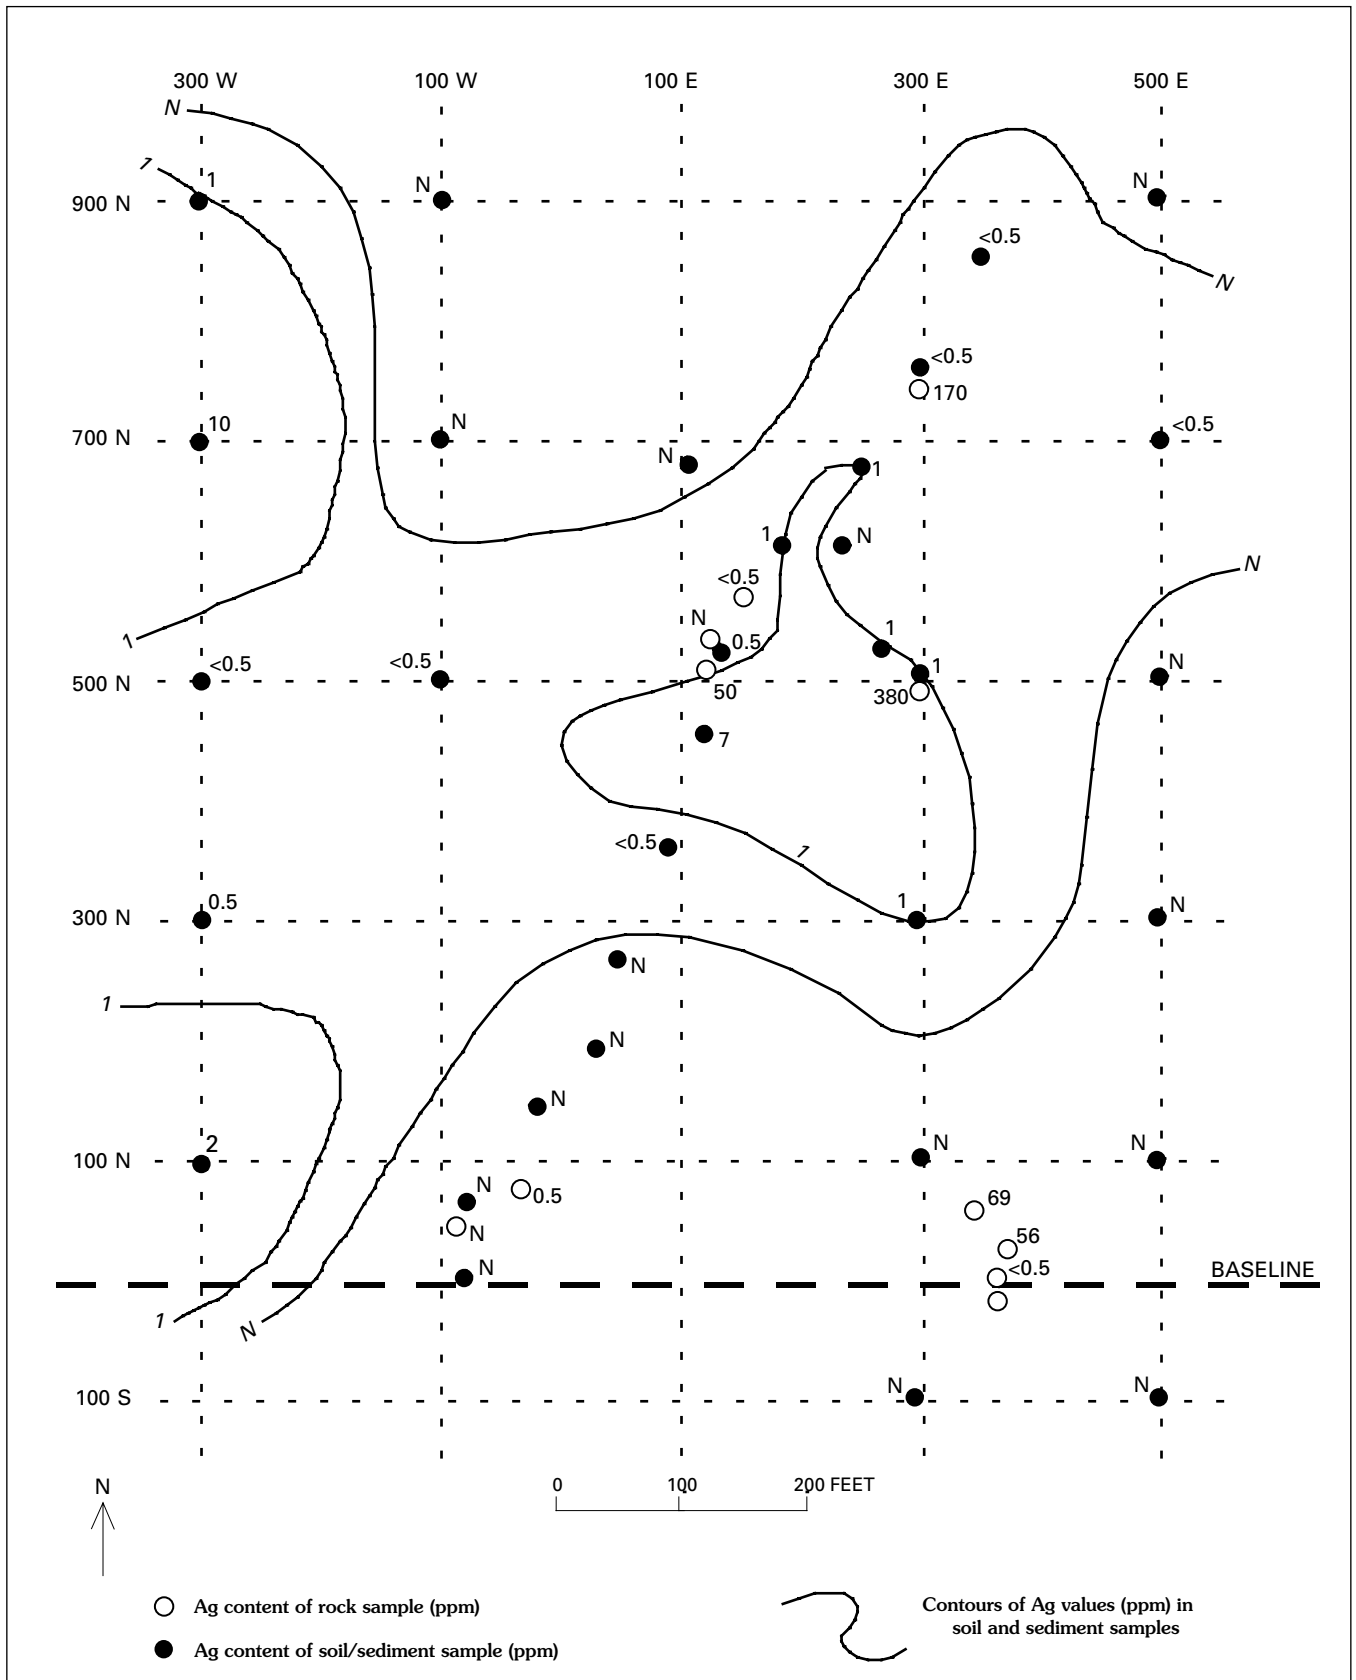 300 W 100 W 100 E 300 E 500 E
N
1
1
900 N
N
N
<0.5
N
<0.5
170
10
700 N
N
<0.5
N
1
1
N
N
<0.5
N
0.5
1
1
<0.5
<0.5
1
N
500 N
50
380
7
<0.5
1
0.5
1
N
300 N
N
1
N
N
2
100 N
N
N
N
0.5
69
N
56
N
<0.5
BASELINE
1
N
100 S
N
N
N
0 100 200 FEET
Ag content of rock sample (ppm)
Ag content of soil/sediment sample (ppm)
Contours of Ag values (ppm) in
soil and sediment samples